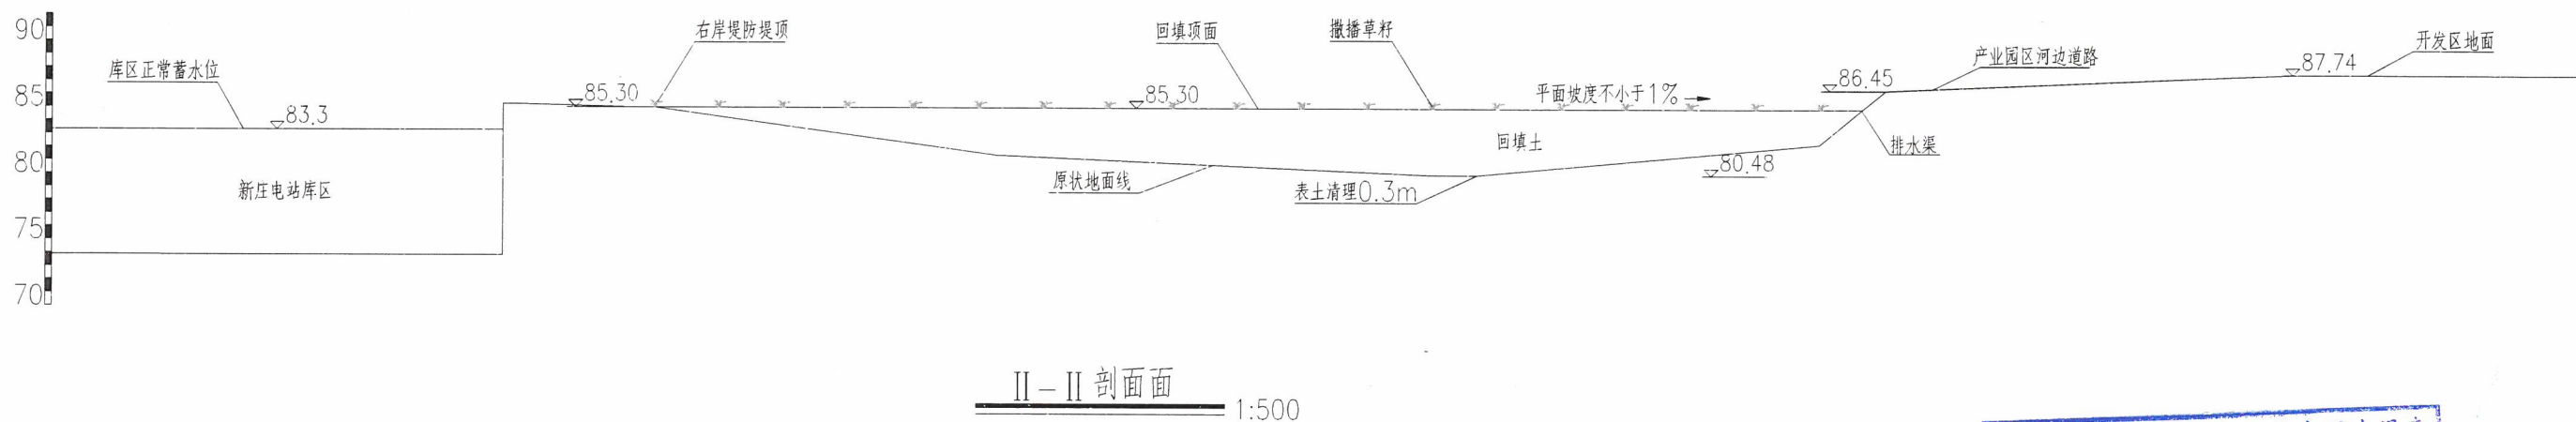 90
85
80
75
70
库区正常蓄水位
83.3
新庄电站库区
右岸堤防堤顶
85.30
回填顶面
85.30
撒播草籽
平面坡度不小于1%
回填土
原状地面线
表土清理0.3m
80.48
86.45
产业园区河边道路
排水渠
87.74
开发区地面
II-II 剖面面
1:500